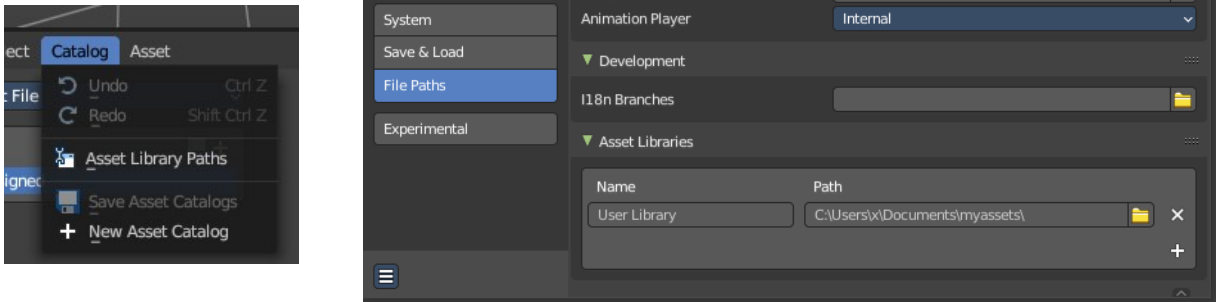 ect Catalog Asset
Undo Ctrl Z
t File
Redo Shift Ctrl Z
Asset Library Paths
igned
Save Asset Catalogs
New Asset Catalog
System
Save & Load
File Paths
Experimental
Animation Player Internal
Development
I18n Branches
Asset Libraries
Name Path
User Library C:\Users\x\Documents\myassets\